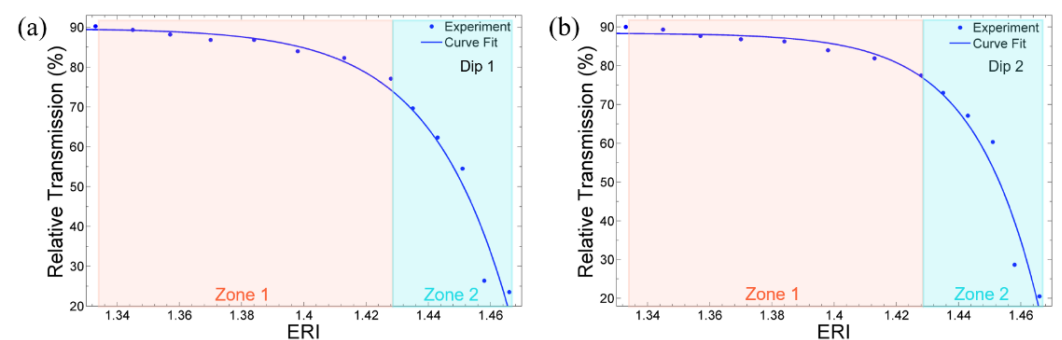 (a)
Relative Transmission (%)
90
80
70
60
50
40
30
20
Experiment
Curve Fit
Dip 1
Zone 1
Zone 2
1.34 1.36 1.38 1.40 1.42 1.44 1.46
ERI
(b)
Relative Transmission (%)
90
80
70
60
50
40
30
20
Experiment
Curve Fit
Dip 2
Zone 1
Zone 2
1.34 1.36 1.38 1.40 1.42 1.44 1.46
ERI